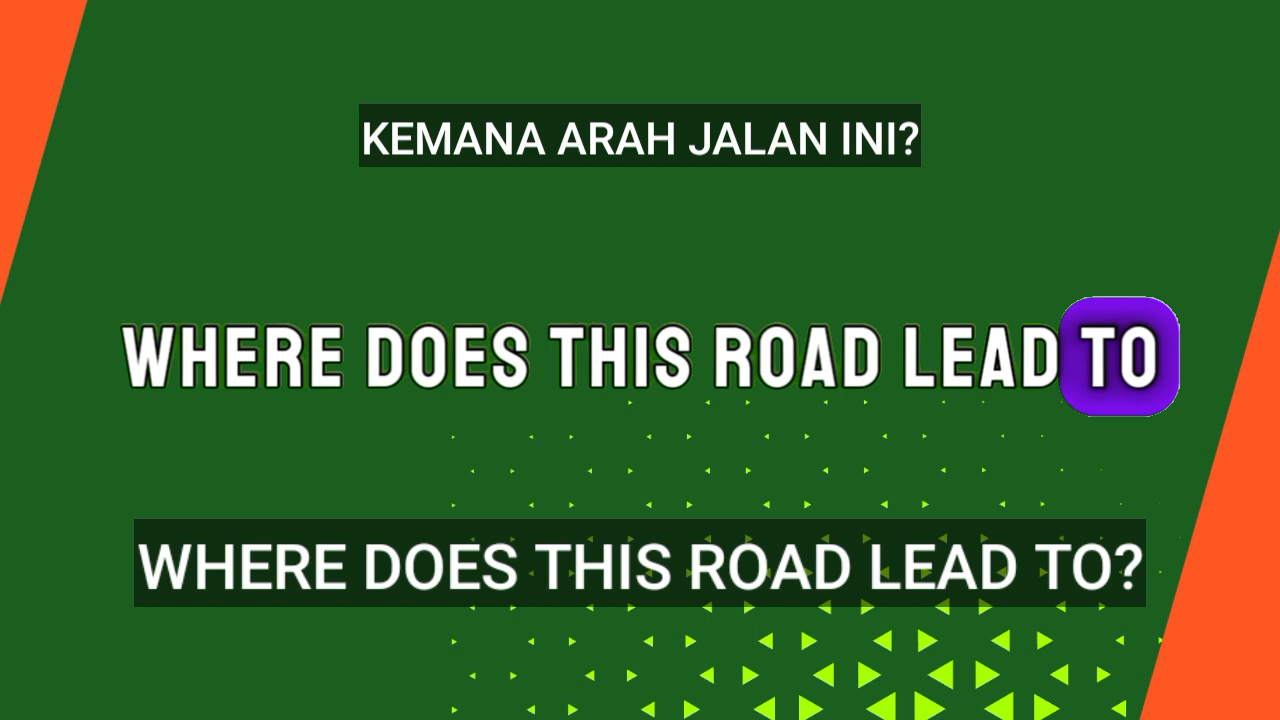 KEMANA ARAH JALAN INI?
WHERE DOES THIS ROAD LEAD TO
WHERE DOES THIS ROAD LEAD TO?